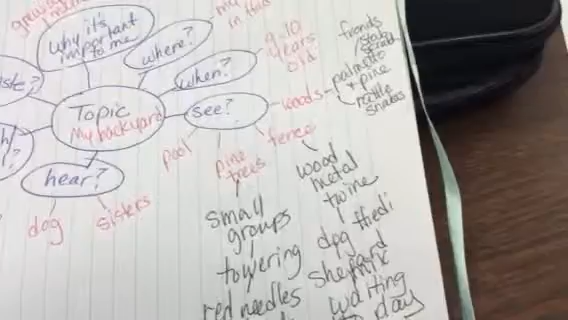 why it's
important
to me
where?
when?
9-10
years
old
Topic
My backyard
see?
woods
friends
palmetto
+ pine
rattle
snakes
pool
pine
trees
fence
hear?
dog
sisters
small
groups
towering
red needles
wood
metal
twine
dog
waiting
day